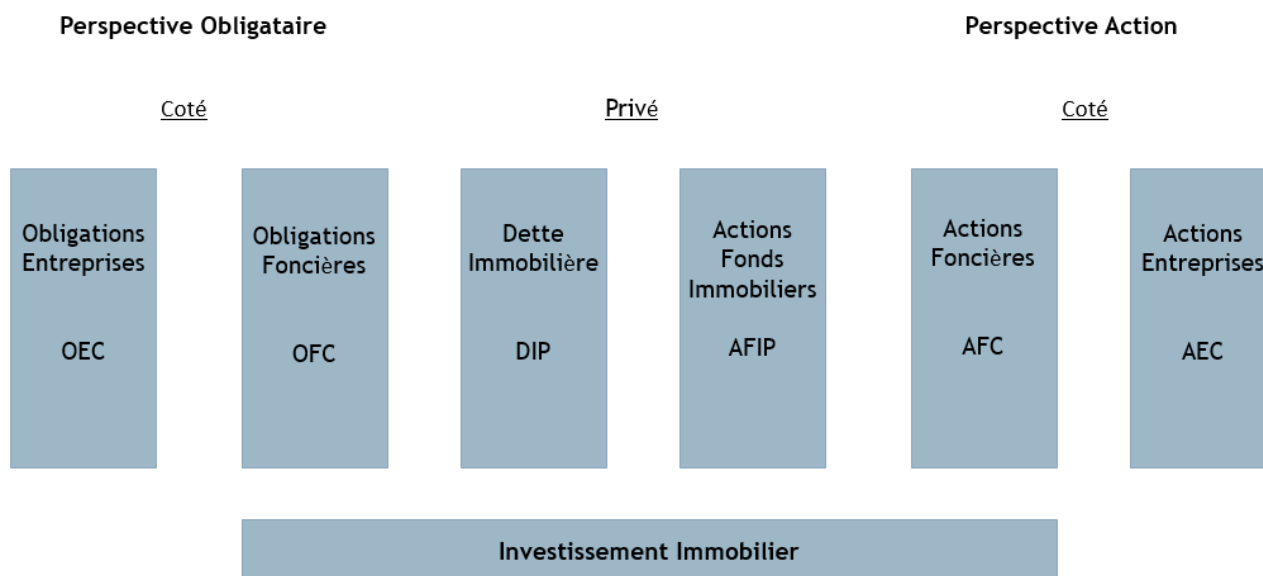 Perspective Obligataire
Perspective Action
Coté
Privé
Coté
Obligations
Entreprises
OEC
Obligations
Foncières
OFC
Dette
Immobilière
DIP
Actions
Fonds
Immobiliers
AFIP
Actions
Foncières
AFC
Actions
Entreprises
AEC
Investissement Immobilier